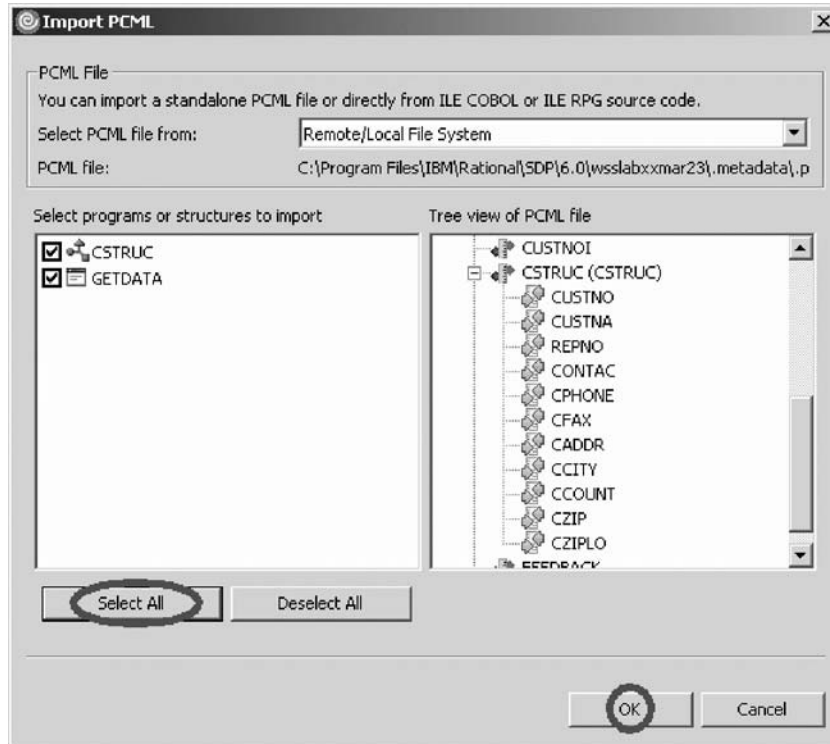 Import PCML
PCML File
You can import a standalone PCML file or directly from ILE COBOL or ILE RPG source code.
Select PCML file from: Remote/Local File System
PCML file: C:\Program Files\IBM\Rational\SDP\6.0\wsslabxxmar23\.metadata\.p
Select programs or structures to import
CSTRUC
GETDATA
Tree view of PCML file
CUSTNOI
CSTRUC (CSTRUC)
CUSTNO
CUSTNA
REPNO
CONTAC
CPHONE
CFAX
CADDR
CCITY
CCOUNT
CZIP
CZIPLO
FEEDBACK
Select All Deselect All
OK Cancel